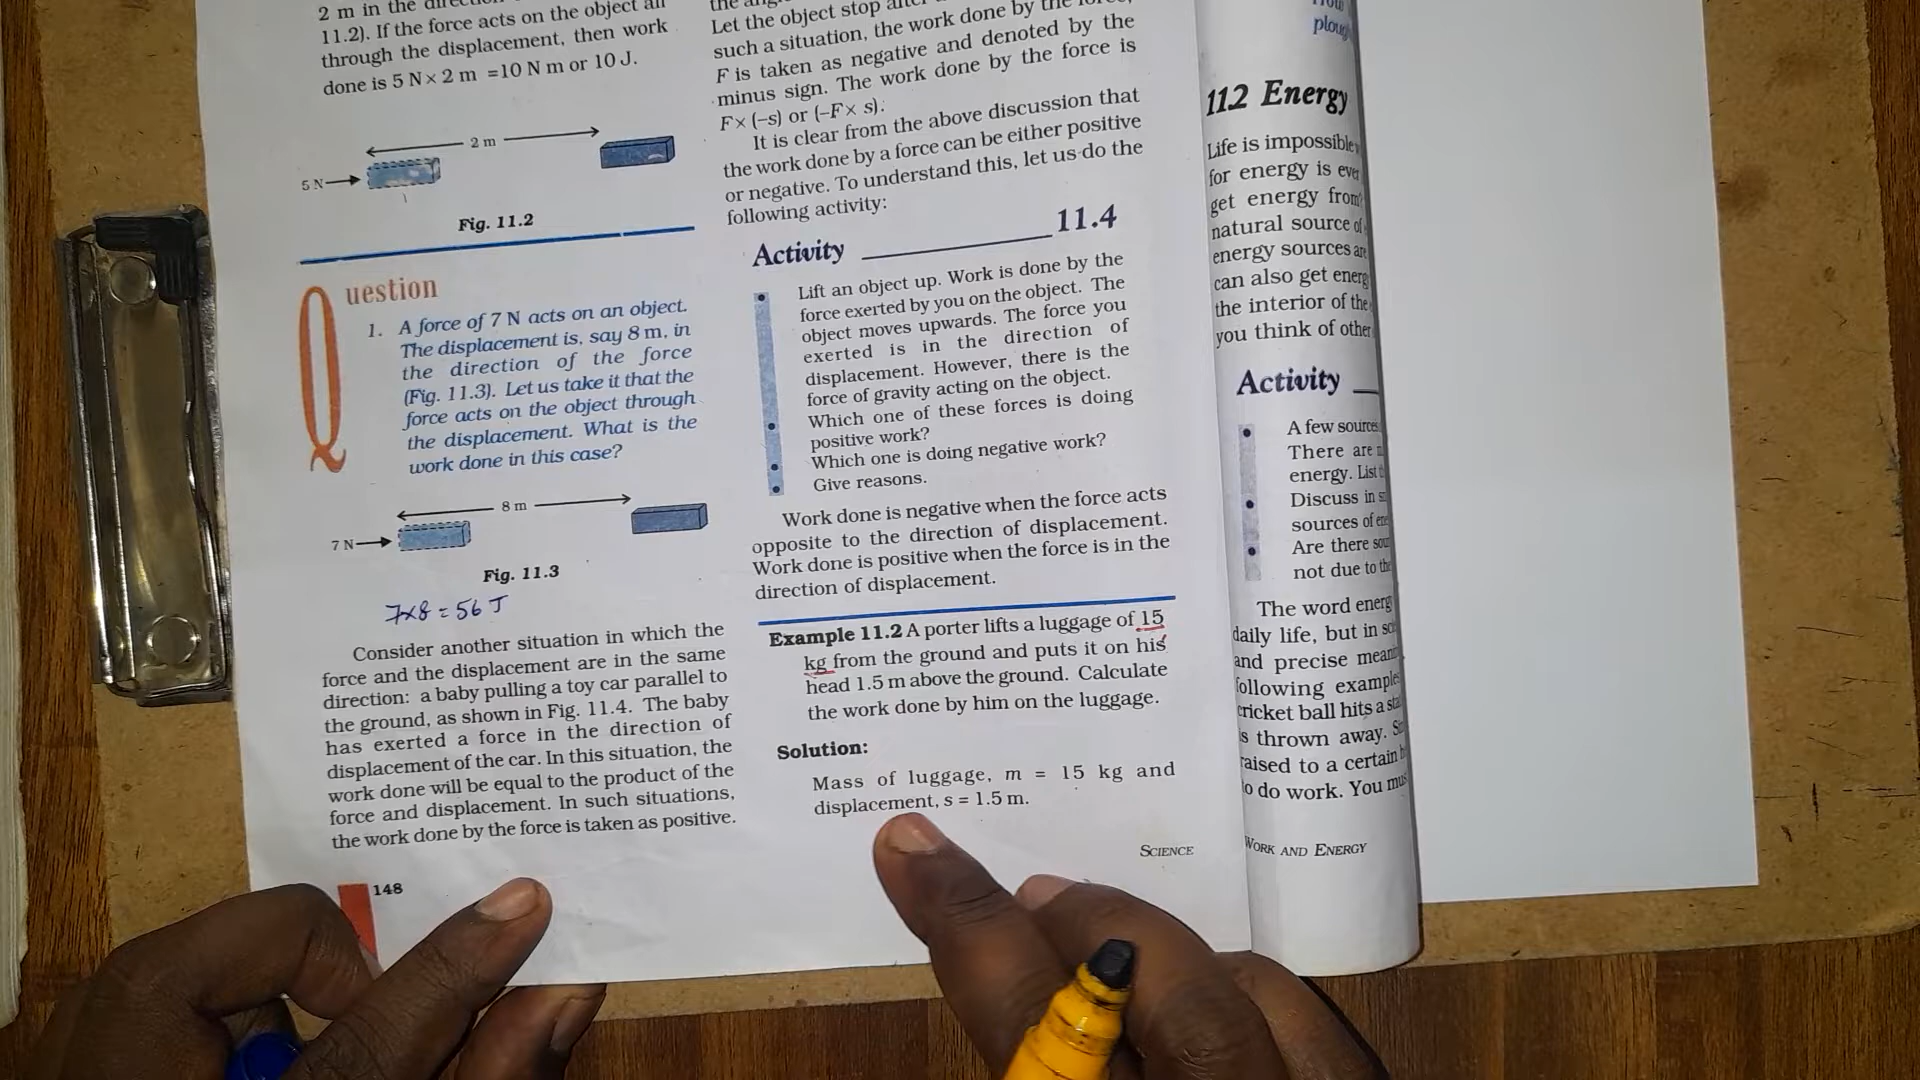 2 m in the
11.2). If the force acts on the object all
through the displacement, then work
done is 5 N× 2 m =10 N m or 10 J.
2 m
5 N
Fig. 11.2
Question
1. A force of 7 N acts on an object.
The displacement is, say 8 m, in
the direction of the force
(Fig. 11.3). Let us take it that the
force acts on the object through
the displacement. What is the
work done in this case?
8 m
7 N
Fig. 11.3
7x8 = 56 J
Consider another situation in which the
force and the displacement are in the same
direction: a baby pulling a toy car parallel to
the ground, as shown in Fig. 11.4. The baby
has exerted a force in the direction of
displacement of the car. In this situation, the
work done will be equal to the product of the
force and displacement. In such situations,
the work done by the force is taken as positive.
148
Let the object stop
such a situation, the work done by the force,
F is taken as negative and denoted by the
minus sign. The work done by the force is
F× (–s) or (–F× s).
It is clear from the above discussion that
the work done by a force can be either positive
or negative. To understand this, let us do the
following activity:
Activity 11.4
• Lift an object up. Work is done by the
force exerted by you on the object. The
object moves upwards. The force you
exerted is in the direction of
displacement. However, there is the
force of gravity acting on the object.
• Which one of these forces is doing
positive work?
• Which one is doing negative work?
• Give reasons.
Work done is negative when the force acts
opposite to the direction of displacement.
Work done is positive when the force is in the
direction of displacement.
Example 11.2 A porter lifts a luggage of 15
kg from the ground and puts it on his
head 1.5 m above the ground. Calculate
the work done by him on the luggage.
Solution:
Mass of luggage, m = 15 kg and
displacement, s = 1.5 m.
SCIENCE
11.2 Energy
Life is impossible
for energy is
get energy from
natural source of
energy sources are
can also get
the interior of the
you think of other
Activity
• A few sources
There are
energy. List
• Discuss in
sources of
• Are there
not due to the
The word
daily life, but in
and precise
following
cricket ball hits a
is thrown away.
raised to a certain
to do work. You
WORK AND ENERGY